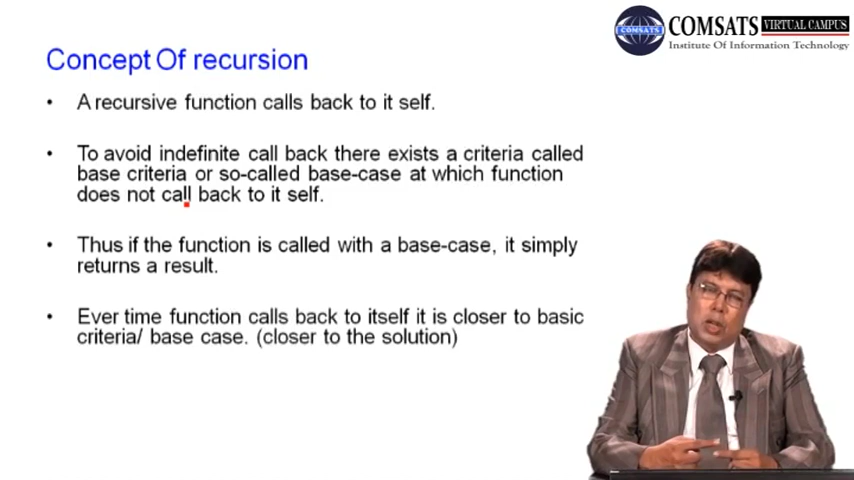 COMSATS VIRTUAL CAMPUS
COMSATS
Institute Of Information Technology
Concept Of recursion
• A recursive function calls back to it self.
• To avoid indefinite call back there exists a criteria called
base criteria or so-called base-case at which function
does not call back to it self.
• Thus if the function is called with a base-case, it simply
returns a result.
• Ever time function calls back to itself it is closer to basic
criteria/ base case. (closer to the solution)